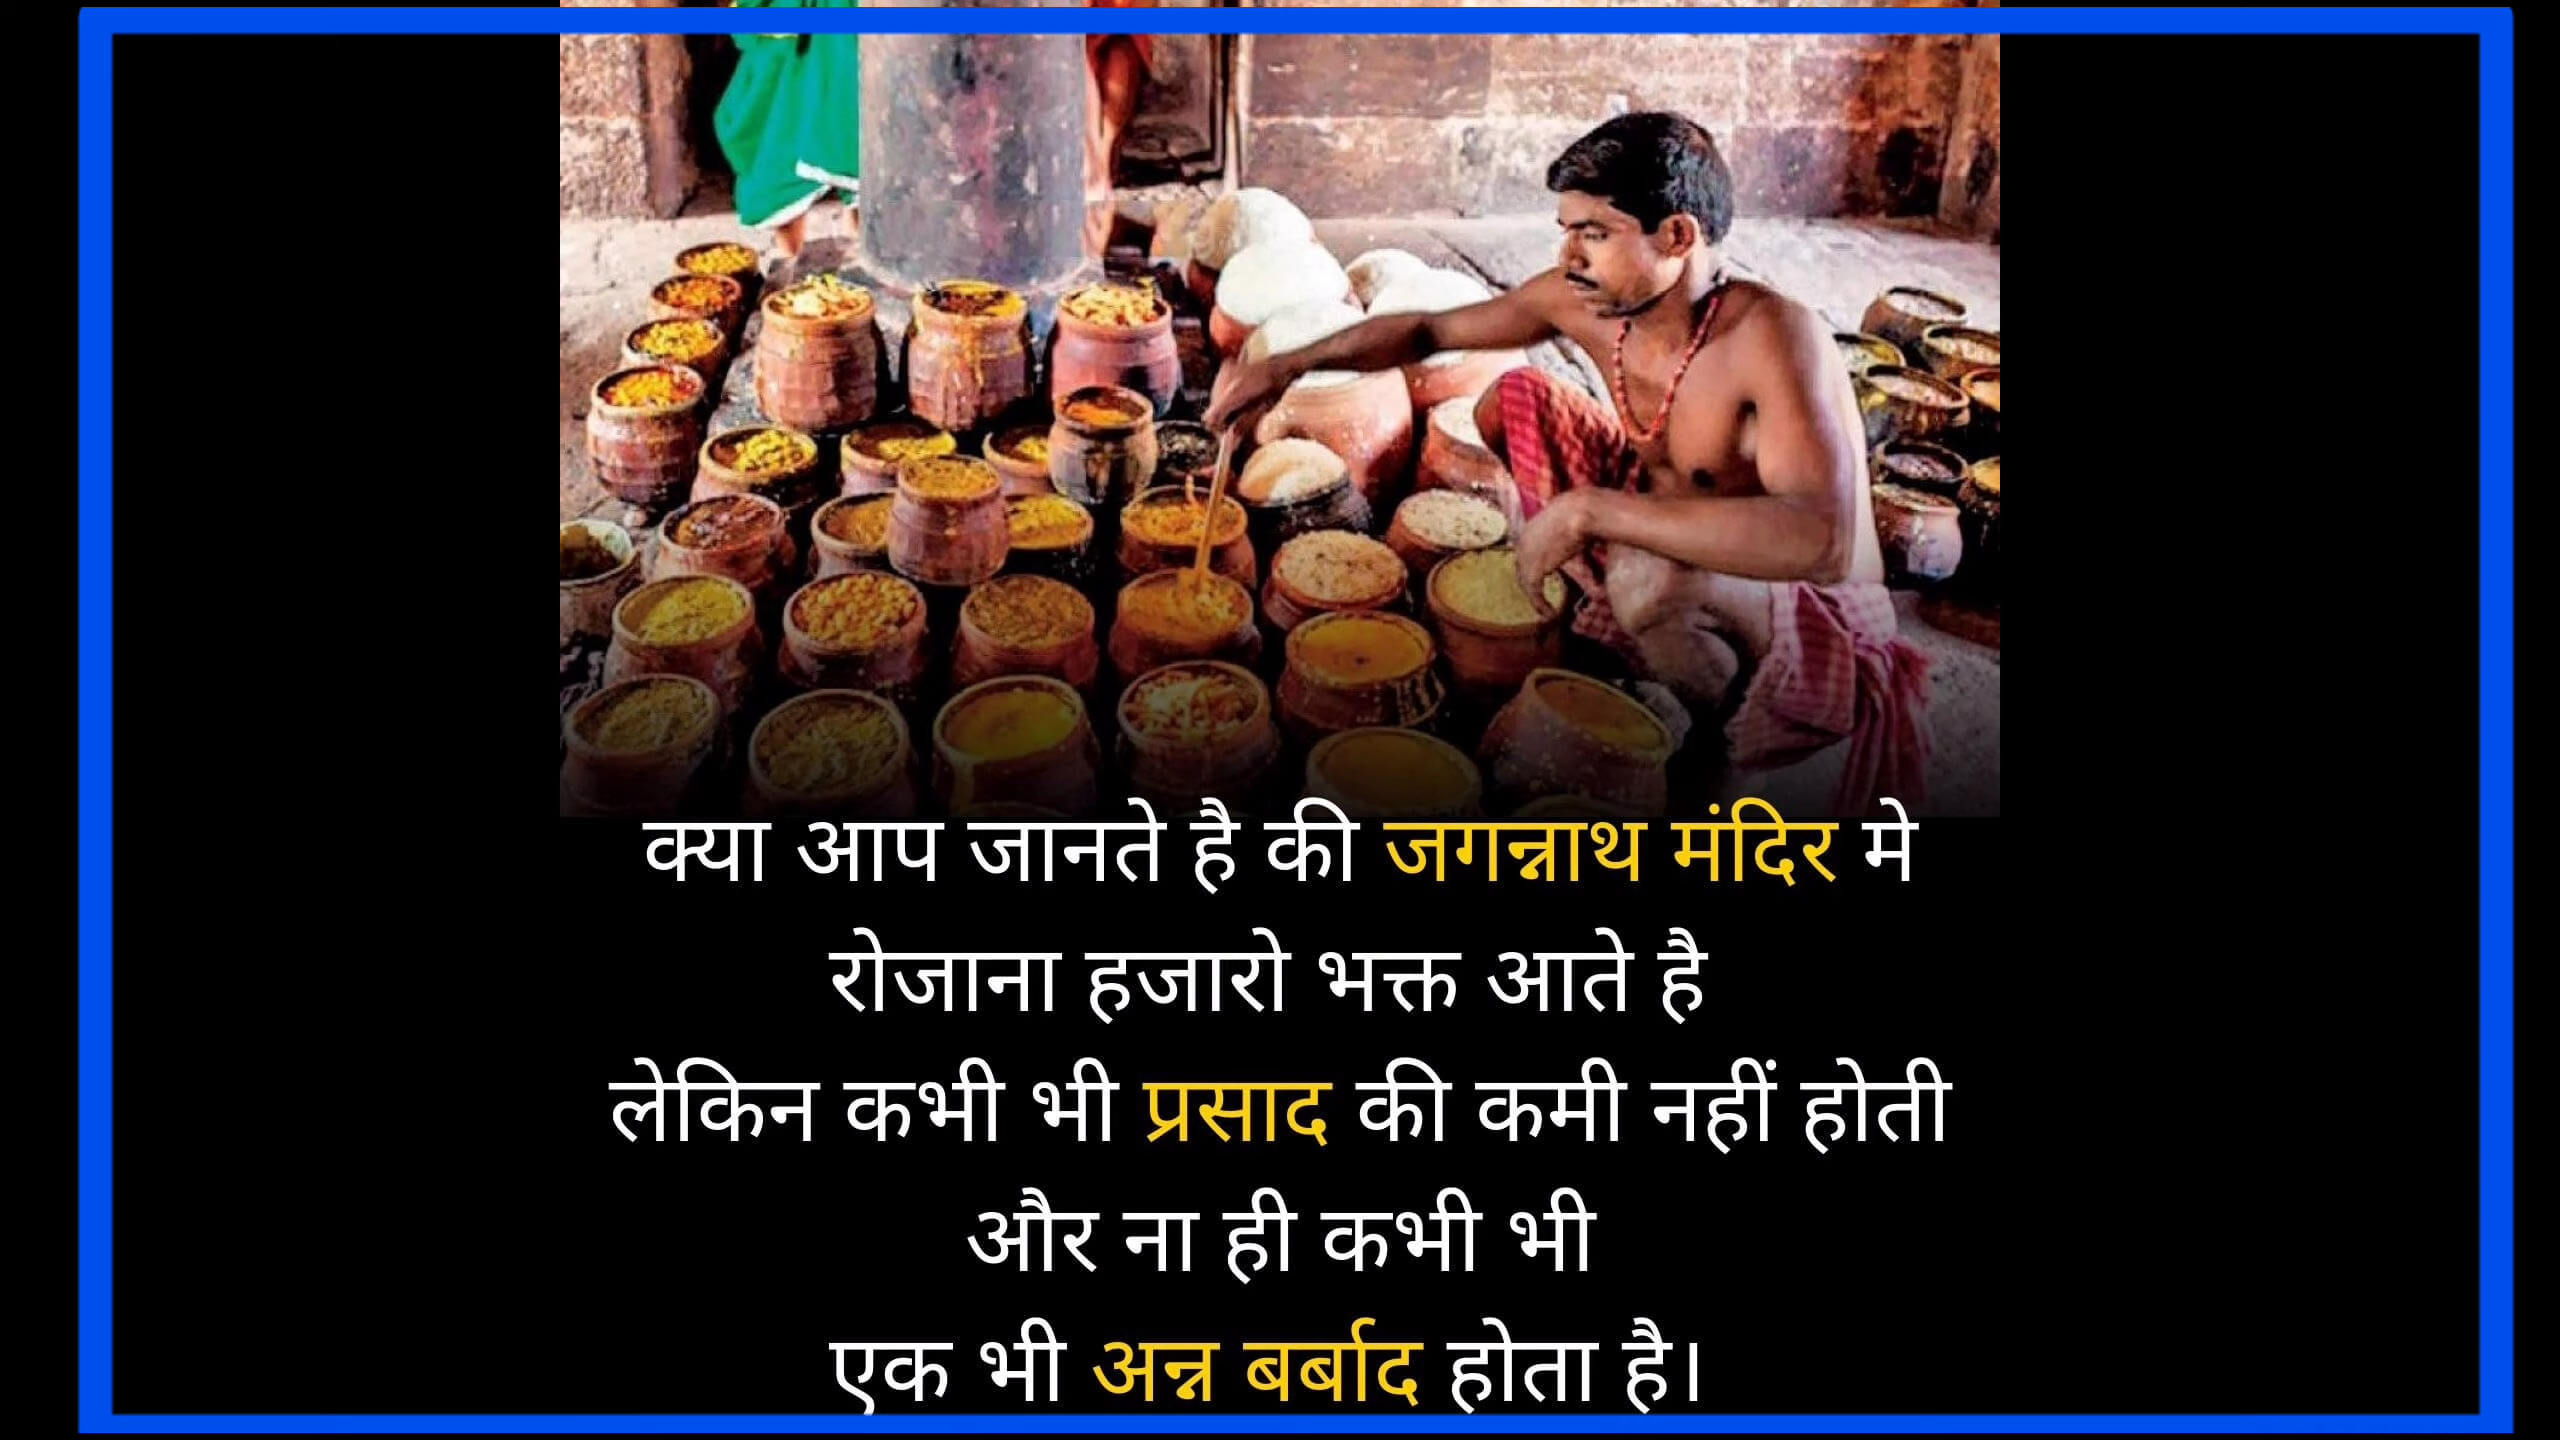 क्या आप जानते है की जगन्नाथ मंदिर मे
रोजाना हजारो भक्त आते है
लेकिन कभी भी प्रसाद की कमी नहीं होती
और ना ही कभी भी
एक भी अन्न बर्बाद होता है।